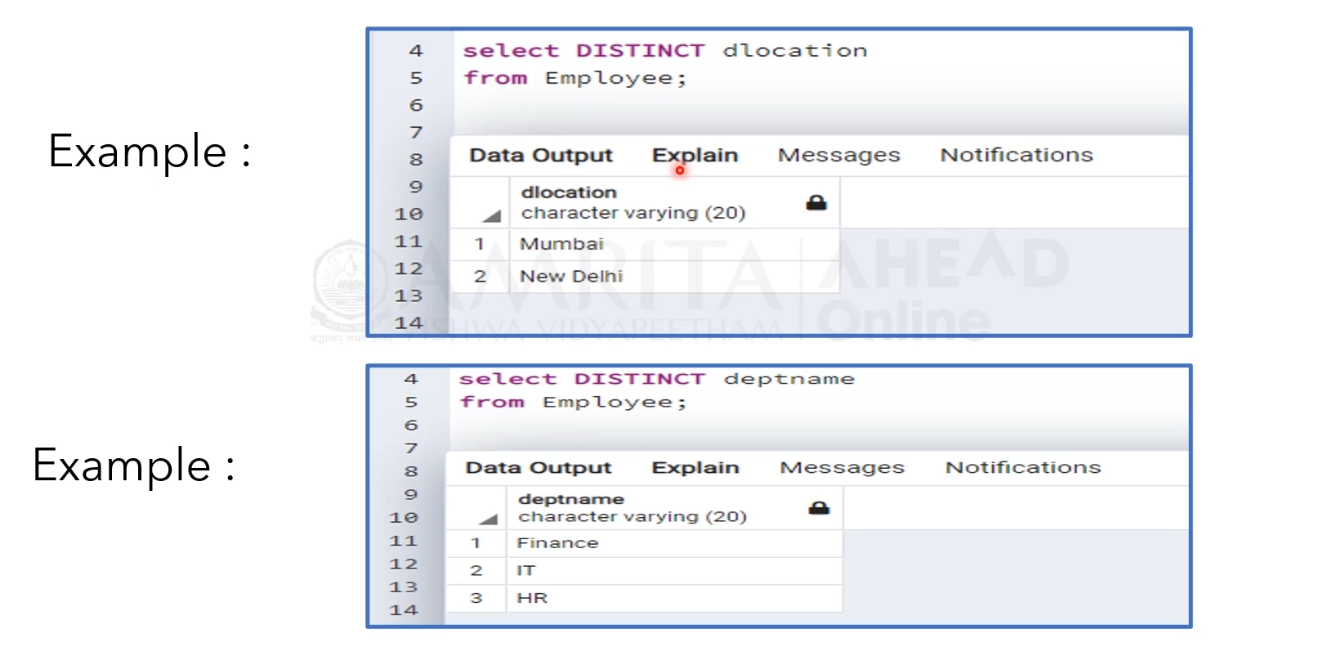 Example :
4 select DISTINCT dlocation
5 from Employee;
6
7
8 Data Output Explain Messages Notifications
9 dlocation
10 character varying (20)
11 1 Mumbai
12 2 New Delhi
13
14
AMRITA AHEAD
VISHWA VIDYAPEETHAM Online
Example :
4 select DISTINCT deptname
5 from Employee;
6
7
8 Data Output Explain Messages Notifications
9 deptname
10 character varying (20)
11 1 Finance
12 2 IT
13 3 HR
14